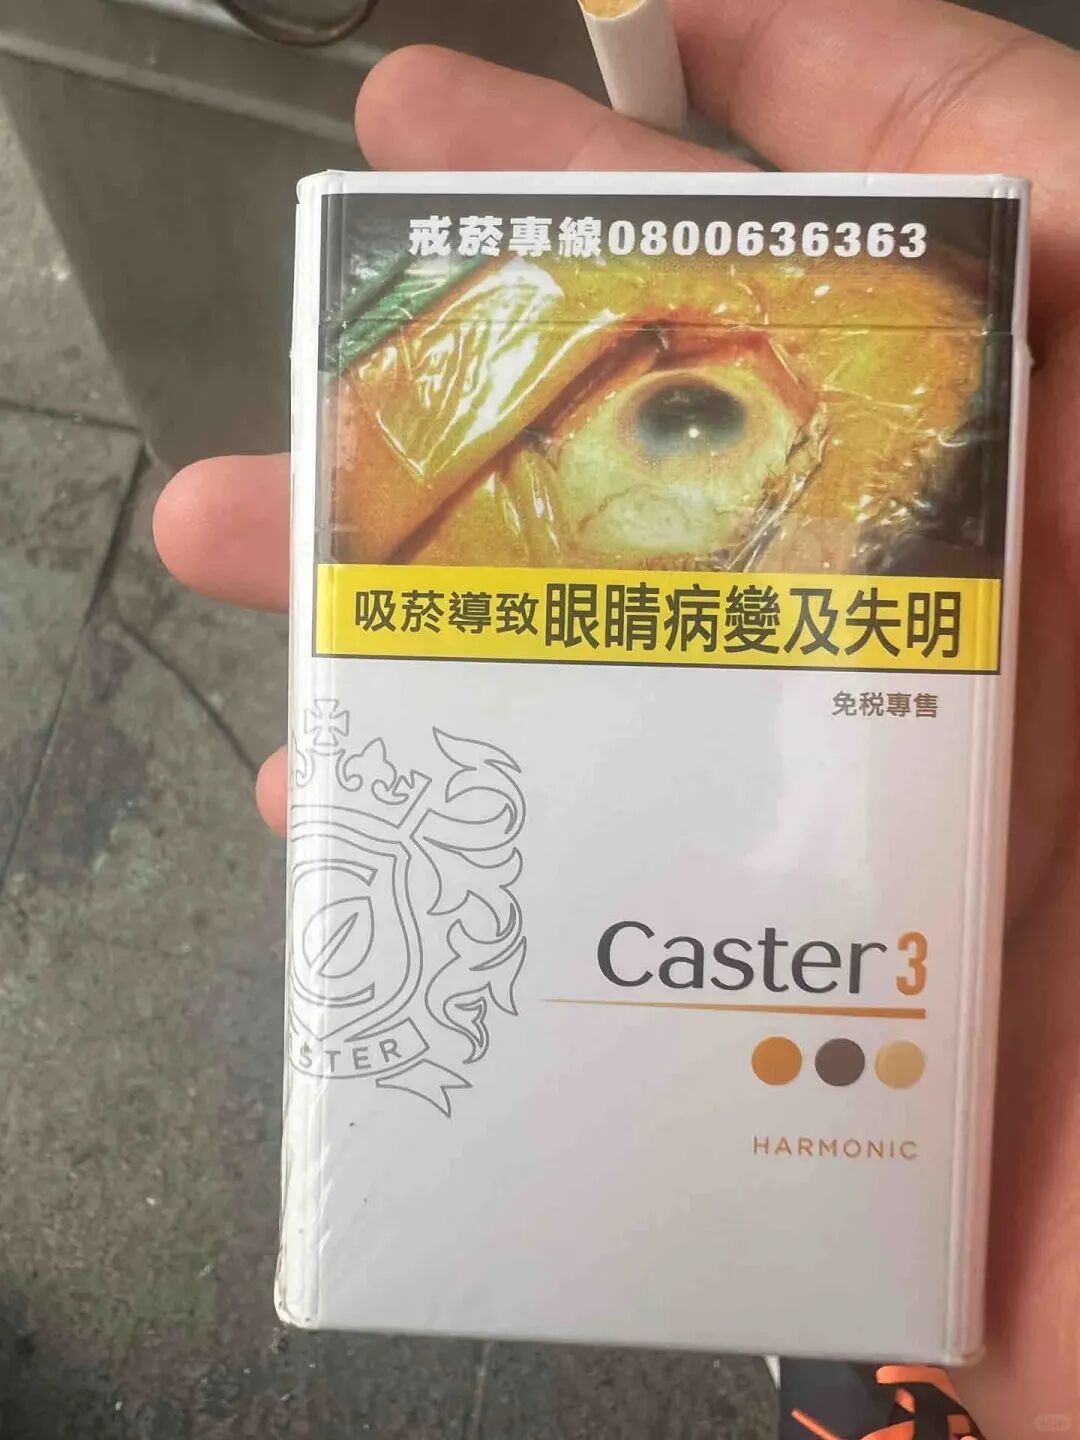 戒菸專線0800636363
吸菸導致眼睛病變及失明
免税專售
STER
Caster 3
HARMONIC